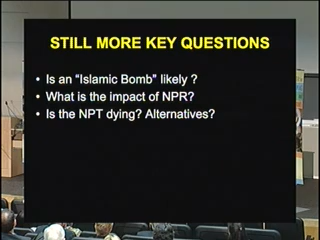 STILL MORE KEY QUESTIONS
• Is an "Islamic Bomb" likely ?
• What is the impact of NPR?
• Is the NPT dying? Alternatives?